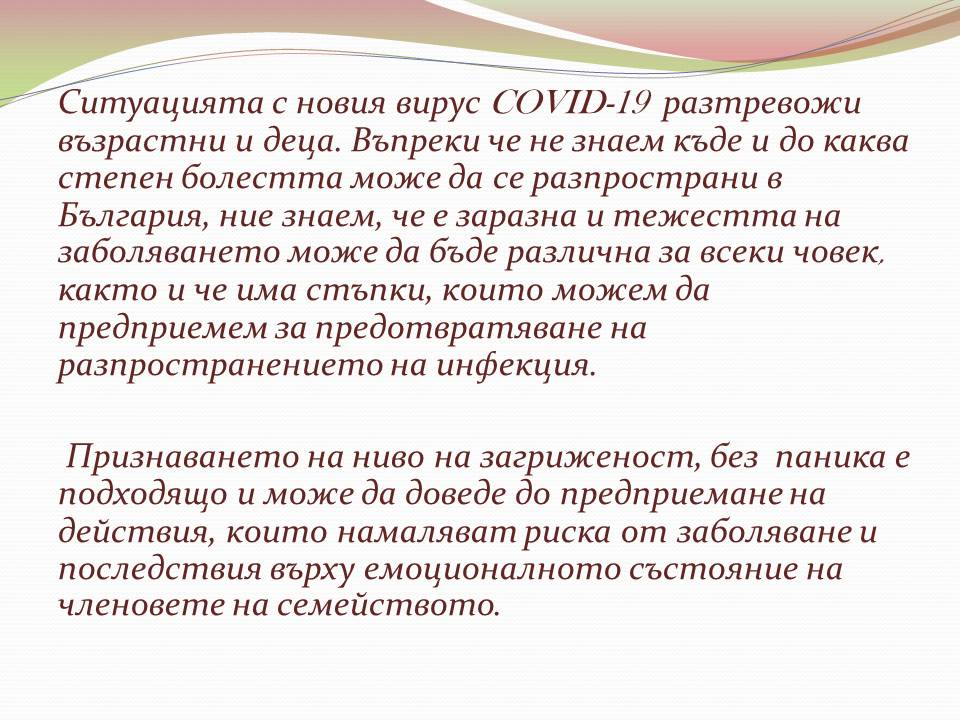 Ситуацията с новия вирус COVID-19 разтревожи
възрастни и деца. Въпреки че не знаем къде и до каква
степен болестта може да се разпространи в
България, ние знаем, че е заразна и тежестта на
заболяването може да бъде различна за всеки човек,
както и че има стъпки, които можем да
предприемем за предотвратяване на
разпространението на инфекция.
Признаването на ниво на загриженост, без паника е
подходящо и може да доведе до предприемане на
действия, които намаляват риска от заболяване и
последствия върху емоционалното състояние на
членовете на семейството.